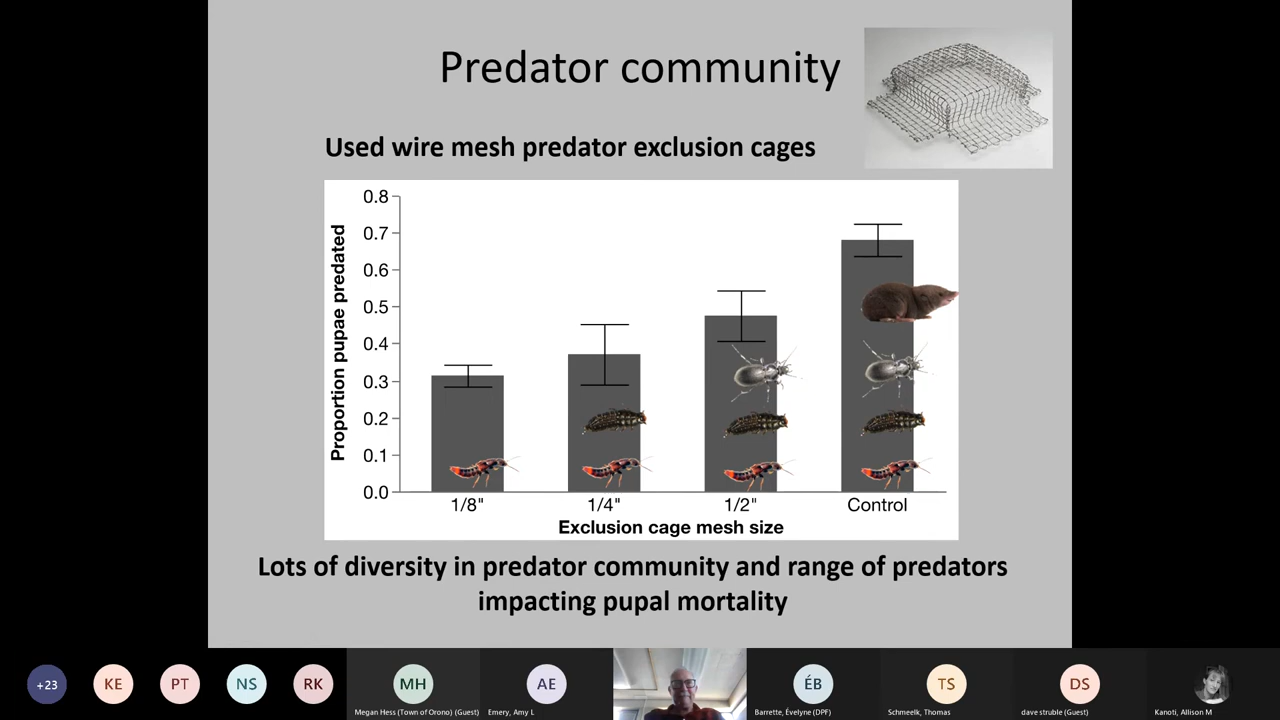 Predator community
Used wire mesh predator exclusion cages
Proportion pupae predated
0.8
0.7
0.6
0.5
0.4
0.3
0.2
0.1
0.0
1/8"
1/4"
1/2"
Control
Exclusion cage mesh size
Lots of diversity in predator community and range of predators
impacting pupal mortality
+23
KE
PT
NS
RK
MH
AE
ÉB
TS
DS
Megan Hess (Town of Orono) (Guest)
Emery, Amy L
Barrette, Évelyne (DPF)
Schmeelk, Thomas
dave struble (Guest)
Kanoti, Allison M